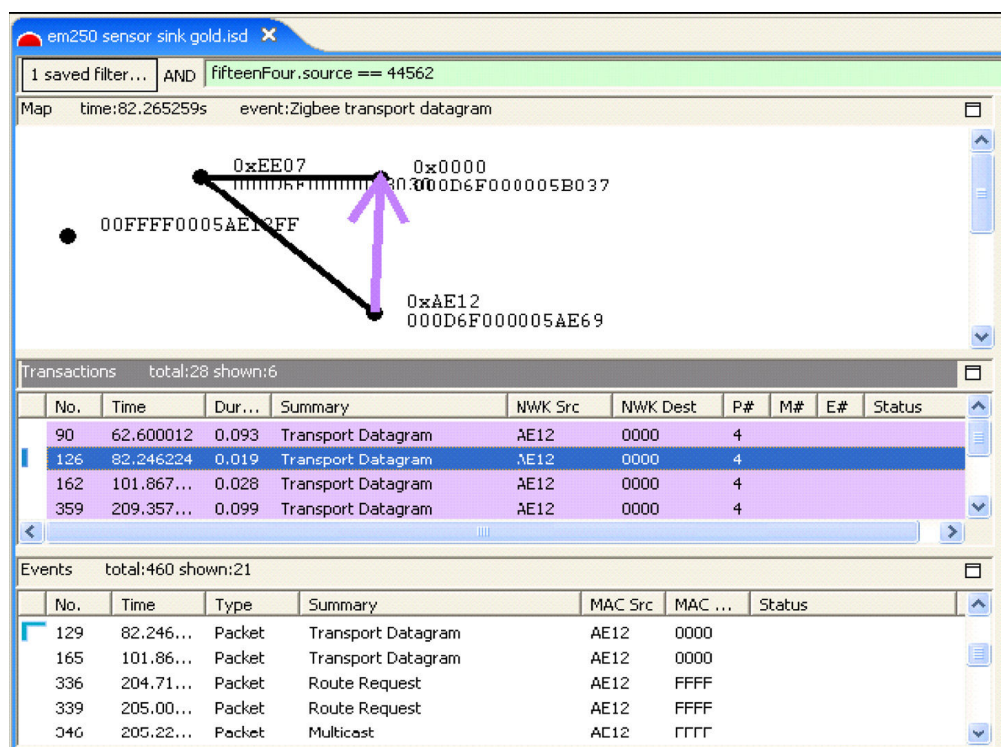 em250 sensor sink gold.isd
1 saved filter... AND fifteenFour.source == 44562
Map time:82.265259s event:Zigbee transport datagram
0xEE07 0x0000
000D6F000005B037
00FFFF0005AE12FF
0xAE12
000D6F000005AE69
Transactions total:28 shown:6
No. Time Dur... Summary NWK Src NWK Dest P# M# E# Status
90 62.600012 0.093 Transport Datagram AE12 0000 4
126 82.246224 0.019 Transport Datagram AE12 0000 4
162 101.867... 0.028 Transport Datagram AE12 0000 4
359 209.357... 0.099 Transport Datagram AE12 0000 4
Events total:460 shown:21
No. Time Type Summary MAC Src MAC ... Status
129 82.246... Packet Transport Datagram AE12 0000
165 101.86... Packet Transport Datagram AE12 0000
336 204.71... Packet Route Request AE12 FFFF
339 205.00... Packet Route Request AE12 FFFF
346 205.22... Packet Multicast AE12 FFFF